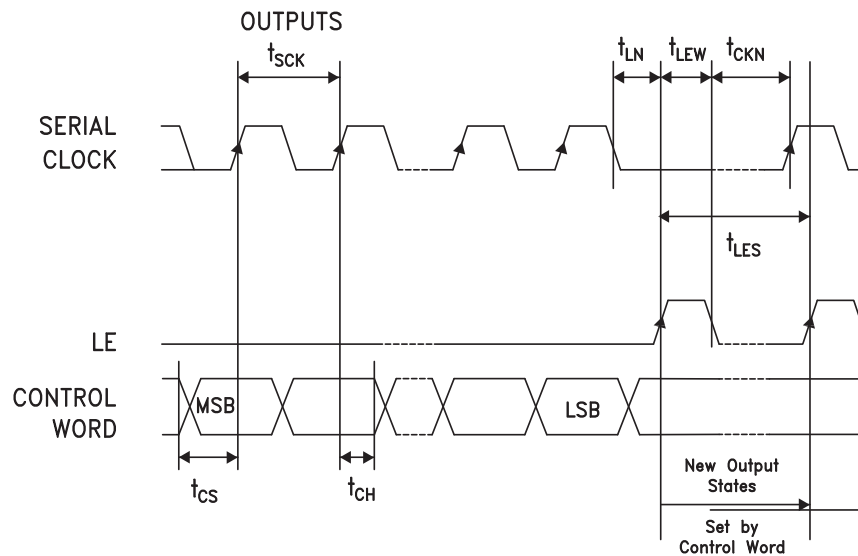 OUTPUTS
tSCK
tLN tLEW tCKN
SERIAL
CLOCK
tLES
LE
CONTROL
WORD
MSB
LSB
tCS
tCH
New Output
States
Set by
Control Word